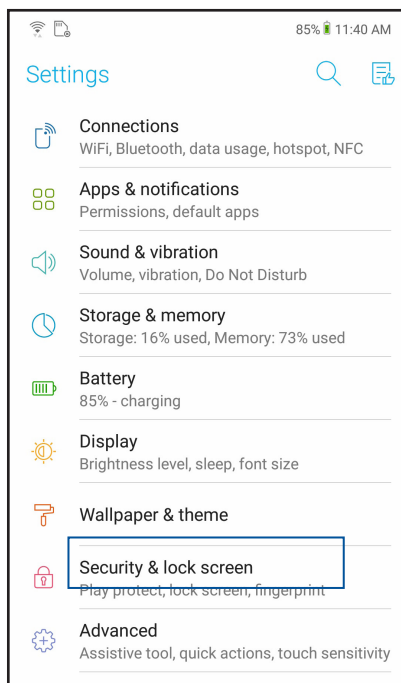 85% 11:40 AM
Settings
Connections
WiFi, Bluetooth, data usage, hotspot, NFC
Apps & notifications
Permissions, default apps
Sound & vibration
Volume, vibration, Do Not Disturb
Storage & memory
Storage: 16% used, Memory: 73% used
Battery
85% - charging
Display
Brightness level, sleep, font size
Wallpaper & theme
Security & lock screen
Play protect, lock screen, fingerprint
Advanced
Assistive tool, quick actions, touch sensitivity